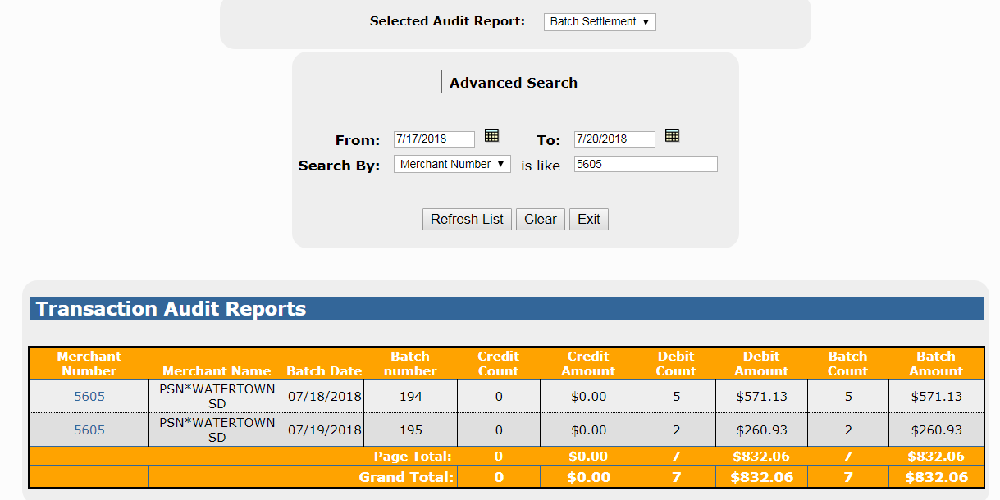 Selected Audit Report: Batch Settlement ▼
Advanced Search
From: 7/17/2018 To: 7/20/2018
Search By: Merchant Number ▼ is like 5605
Refresh List Clear Exit
Transaction Audit Reports
Merchant Number Merchant Name Batch Date Batch number Credit Count Credit Amount Debit Count Debit Amount Batch Count Batch Amount
5605 PSN*WATERTOWN SD 07/18/2018 194 0 $0.00 5 $571.13 5 $571.13
5605 PSN*WATERTOWN SD 07/19/2018 195 0 $0.00 2 $260.93 2 $260.93
Page Total: 0 $0.00 7 $832.06 7 $832.06
Grand Total: 0 $0.00 7 $832.06 7 $832.06